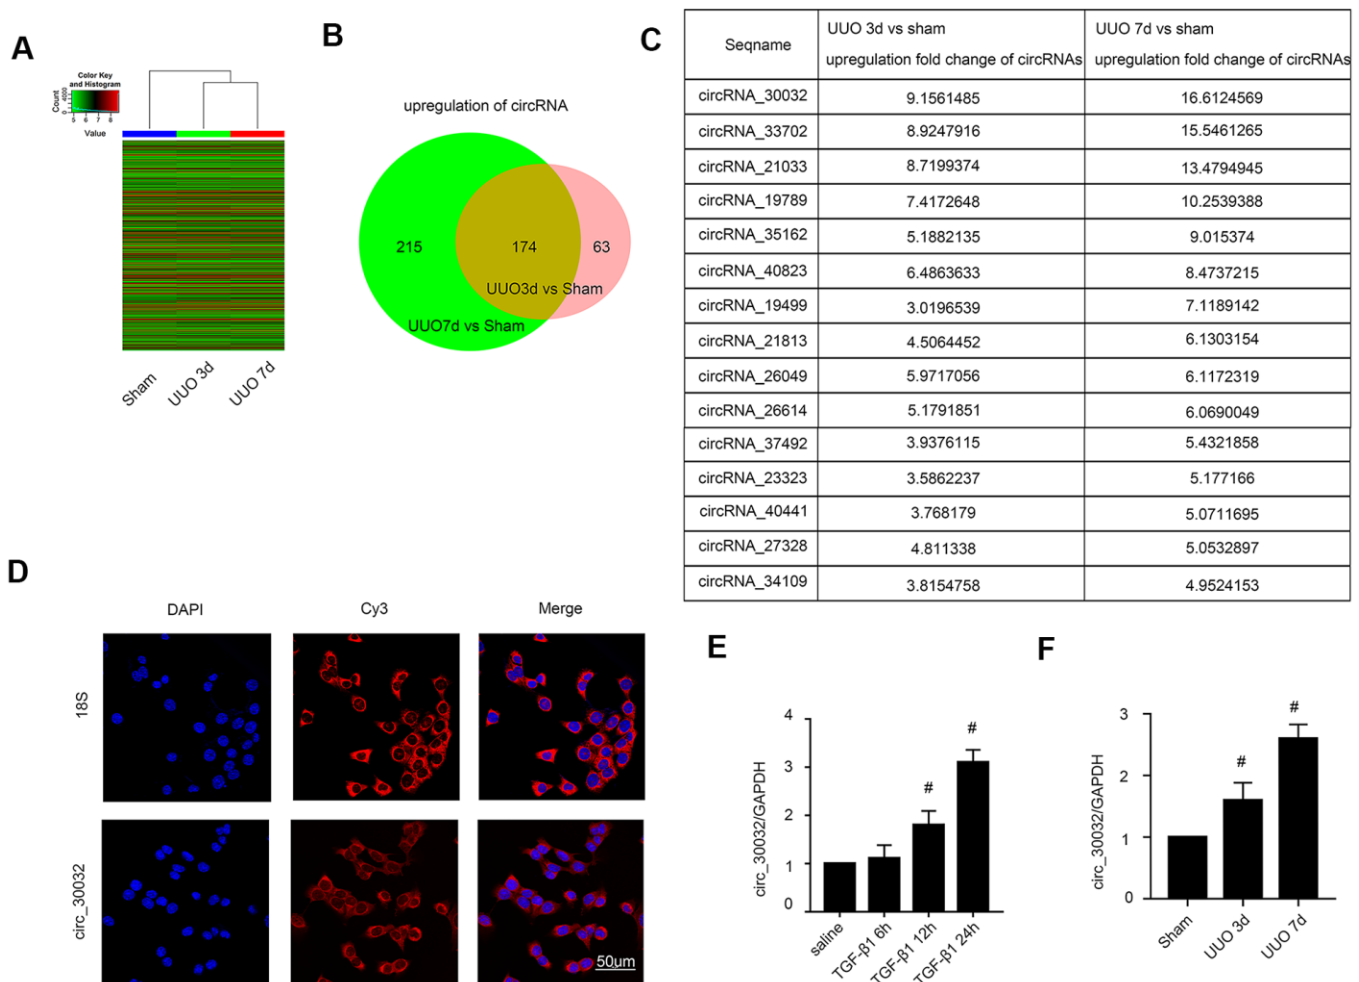 A
Color Key
and Histogram
Count
0
4000
5 6 7 8
Value
Sham
UUO 3d
UUO 7d
B
upregulation of circRNA
215
174
63
UUO3d vs Sham
UUO7d vs Sham
C
Seqname
UUO 3d vs sham
upregulation fold change of circRNAs
UUO 7d vs sham
upregulation fold change of circRNAs
circRNA_30032 9.1561485 16.6124569
circRNA_33702 8.9247916 15.5461265
circRNA_21033 8.7199374 13.4794945
circRNA_19789 7.4172648 10.2539388
circRNA_35162 5.1882135 9.015374
circRNA_40823 6.4863633 8.4737215
circRNA_19499 3.0196539 7.1189142
circRNA_21813 4.5064452 6.1303154
circRNA_26049 5.9717056 6.1172319
circRNA_26614 5.1791851 6.0690049
circRNA_37492 3.9376115 5.4321858
circRNA_23323 3.5862237 5.177166
circRNA_40441 3.768179 5.0711695
circRNA_27328 4.811338 5.0532897
circRNA_34109 3.8154758 4.9524153
D
DAPI Cy3 Merge
18S
circ_30032
50μm
E
circ_30032/GAPDH
4
3
2
1
0
#
#
saline
TGF-β1 6h
TGF-β1 12h
TGF-β1 24h
F
circ_30032/GAPDH
3
2
1
0
#
#
Sham
UUO 3d
UUO 7d